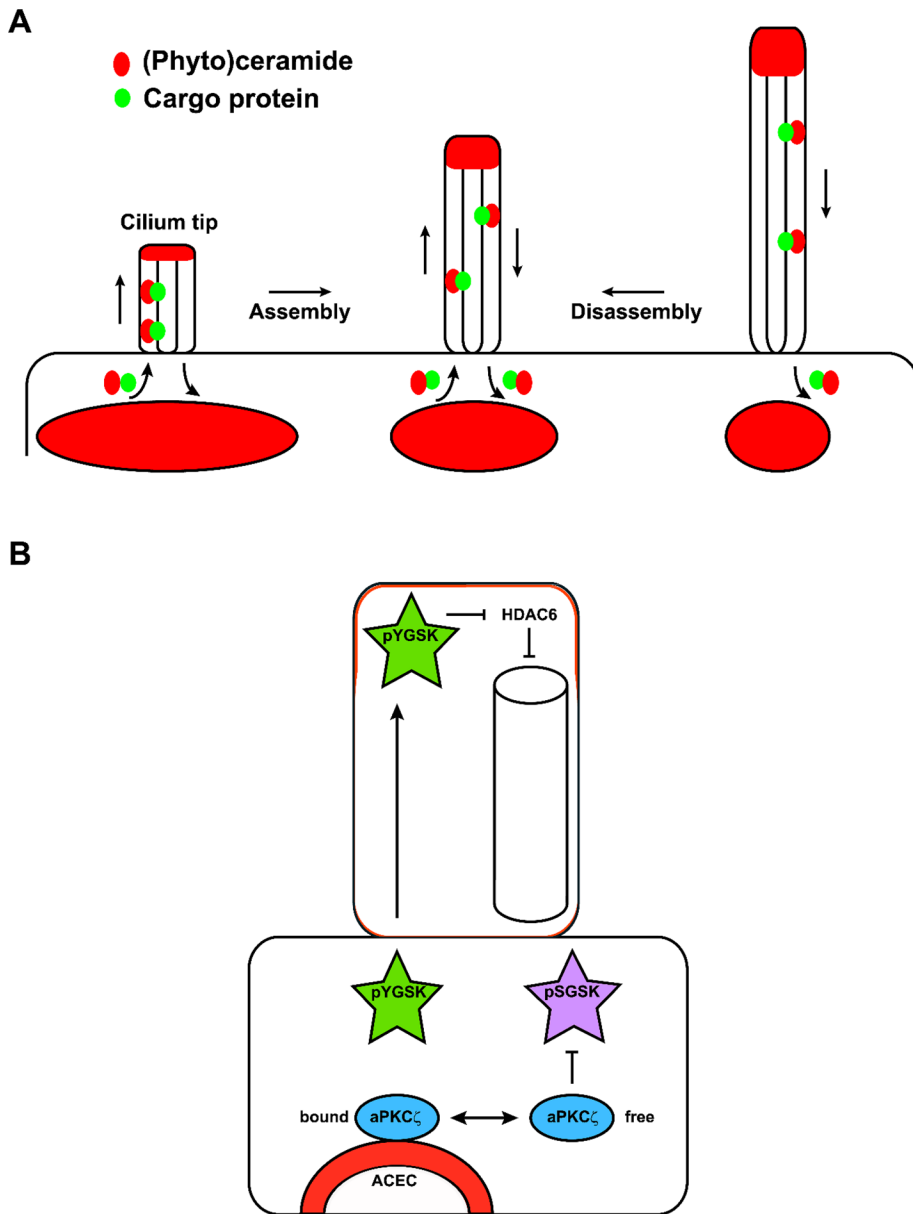 A
(Phyto)ceramide
Cargo protein
Cilium tip
Assembly
Disassembly
B
pYGSK
HDAC6
pYGSK
pSGSK
bound
aPKCζ
aPKCζ
free
ACEC